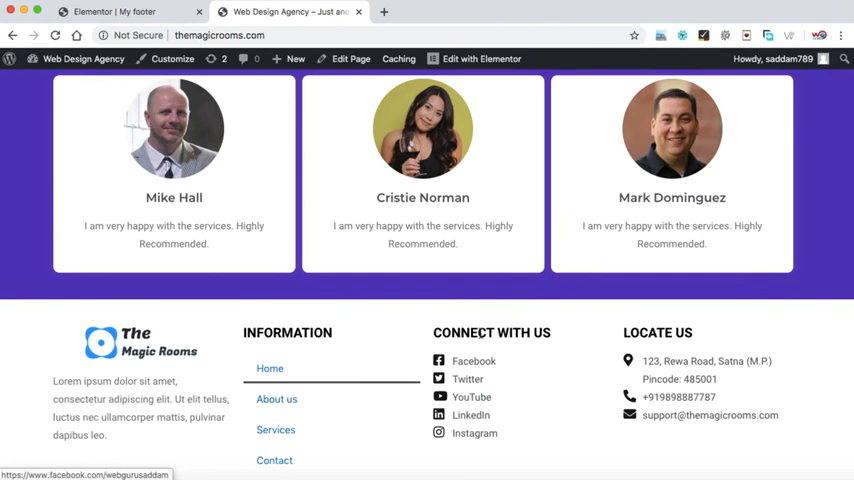 Elementor | My footer
Web Design Agency – Just ano
Not Secure | themagicrooms.com
Web Design Agency Customize 2 0 New Edit Page Caching Edit with Elementor Howdy, saddam789
Mike Hall
I am very happy with the services. Highly
Recommended.
Cristie Norman
I am very happy with the services. Highly
Recommended.
Mark Dominguez
I am very happy with the services. Highly
Recommended.
The
Magic Rooms
Lorem ipsum dolor sit amet,
consectetur adipiscing elit. Ut elit tellus,
luctus nec ullamcorper mattis, pulvinar
dapibus leo.
INFORMATION
Home
About us
Services
Contact
CONNECT WITH US
Facebook
Twitter
YouTube
LinkedIn
Instagram
LOCATE US
123, Rewa Road, Satna (M.P.)
Pincode: 485001
+919898887787
support@themagicrooms.com
https://www.facebook.com/webgurusaddam